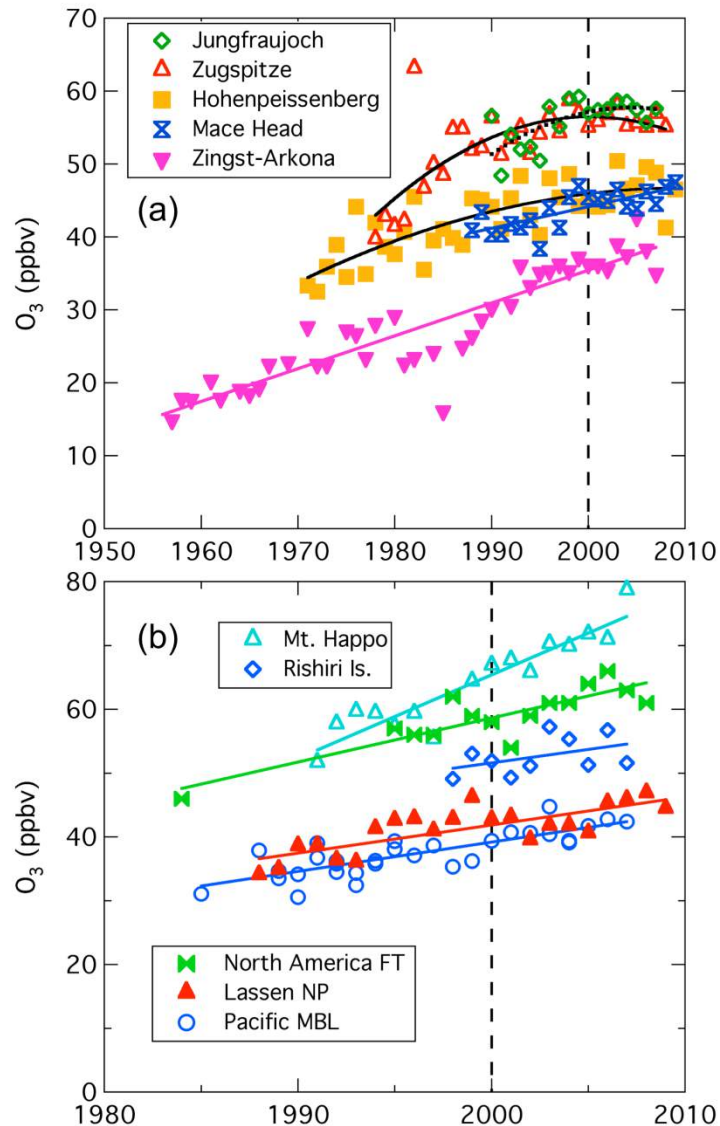 70
60
50
40
30
20
10
0
O3 (ppbv)
Jungfraujoch
Zugspitze
Hohenpeissenberg
Mace Head
Zingst-Arkona
(a)
1950 1960 1970 1980 1990 2000 2010
80
60
40
20
0
O3 (ppbv)
(b)
Mt. Happo
Rishiri Is.
North America FT
Lassen NP
Pacific MBL
1980 1990 2000 2010